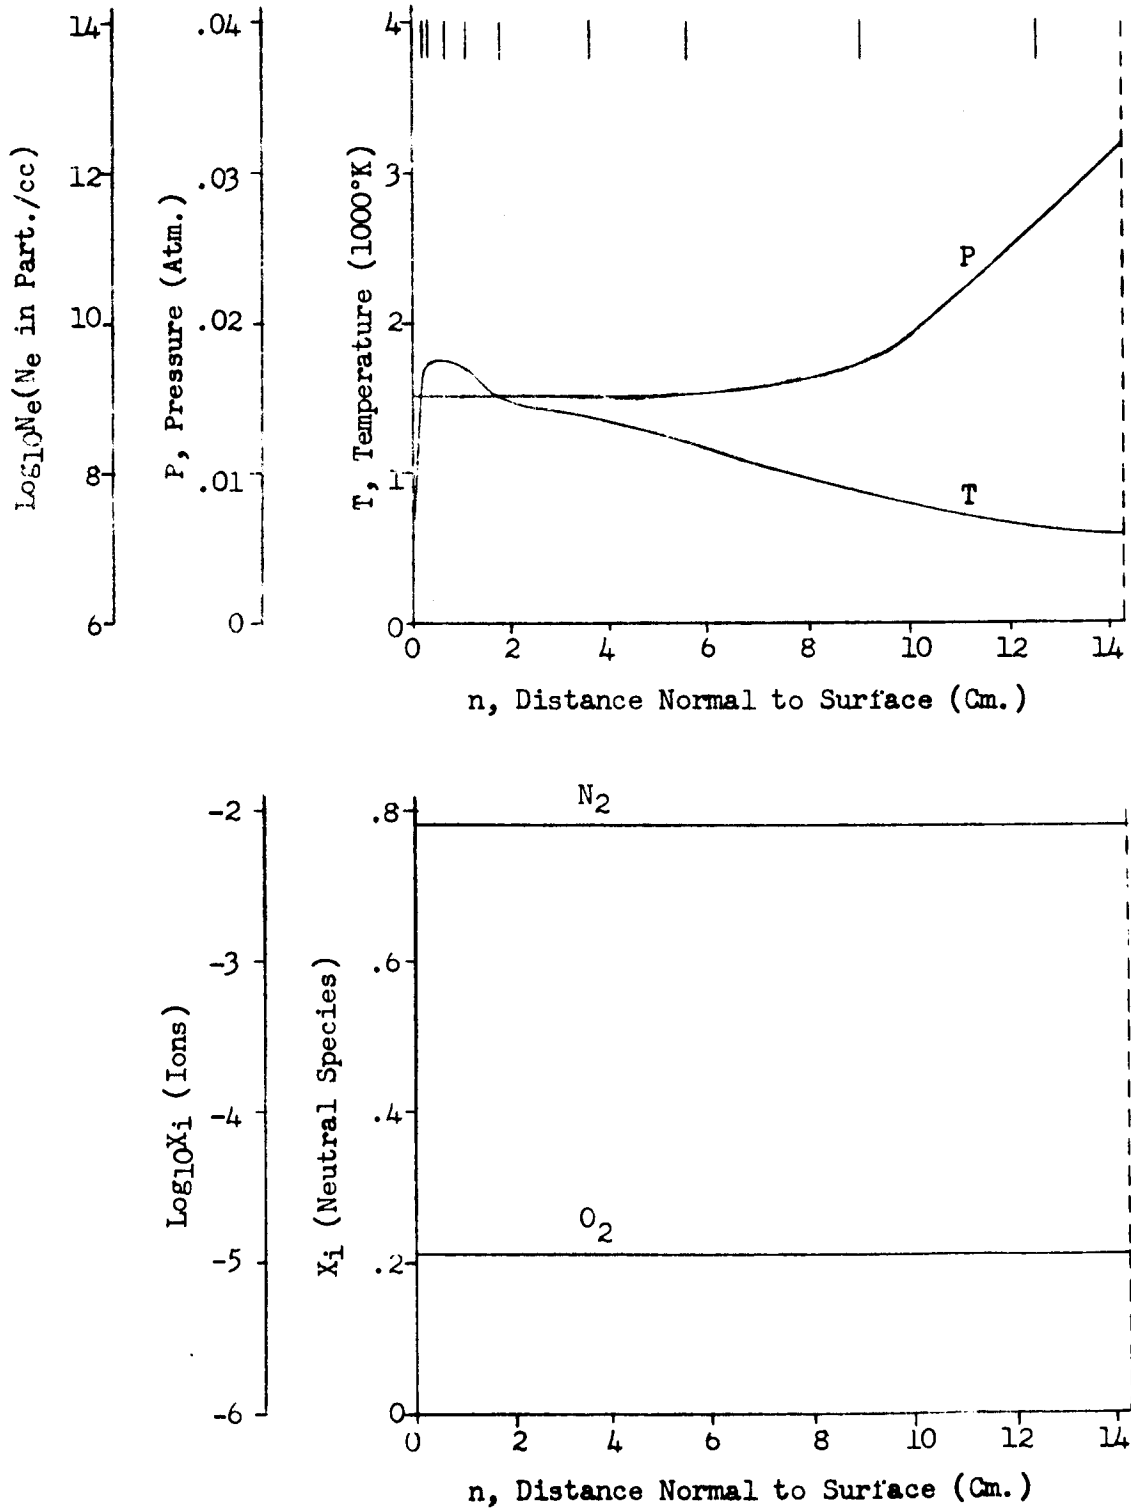 Log10Ne(Ne in Part./cc)
14
12
10
8
6
P, Pressure (Atm.)
.04
.03
.02
.01
0
T, Temperature (1000°K)
4
3
2
1
0
P
T
0 2 4 6 8 10 12 14
n, Distance Normal to Surface (Cm.)
Log10Xi (Ions)
-2
-3
-4
-5
-6
Xi (Neutral Species)
.8
.6
.4
.2
0
N2
O2
0 2 4 6 8 10 12 14
n, Distance Normal to Surface (Cm.)